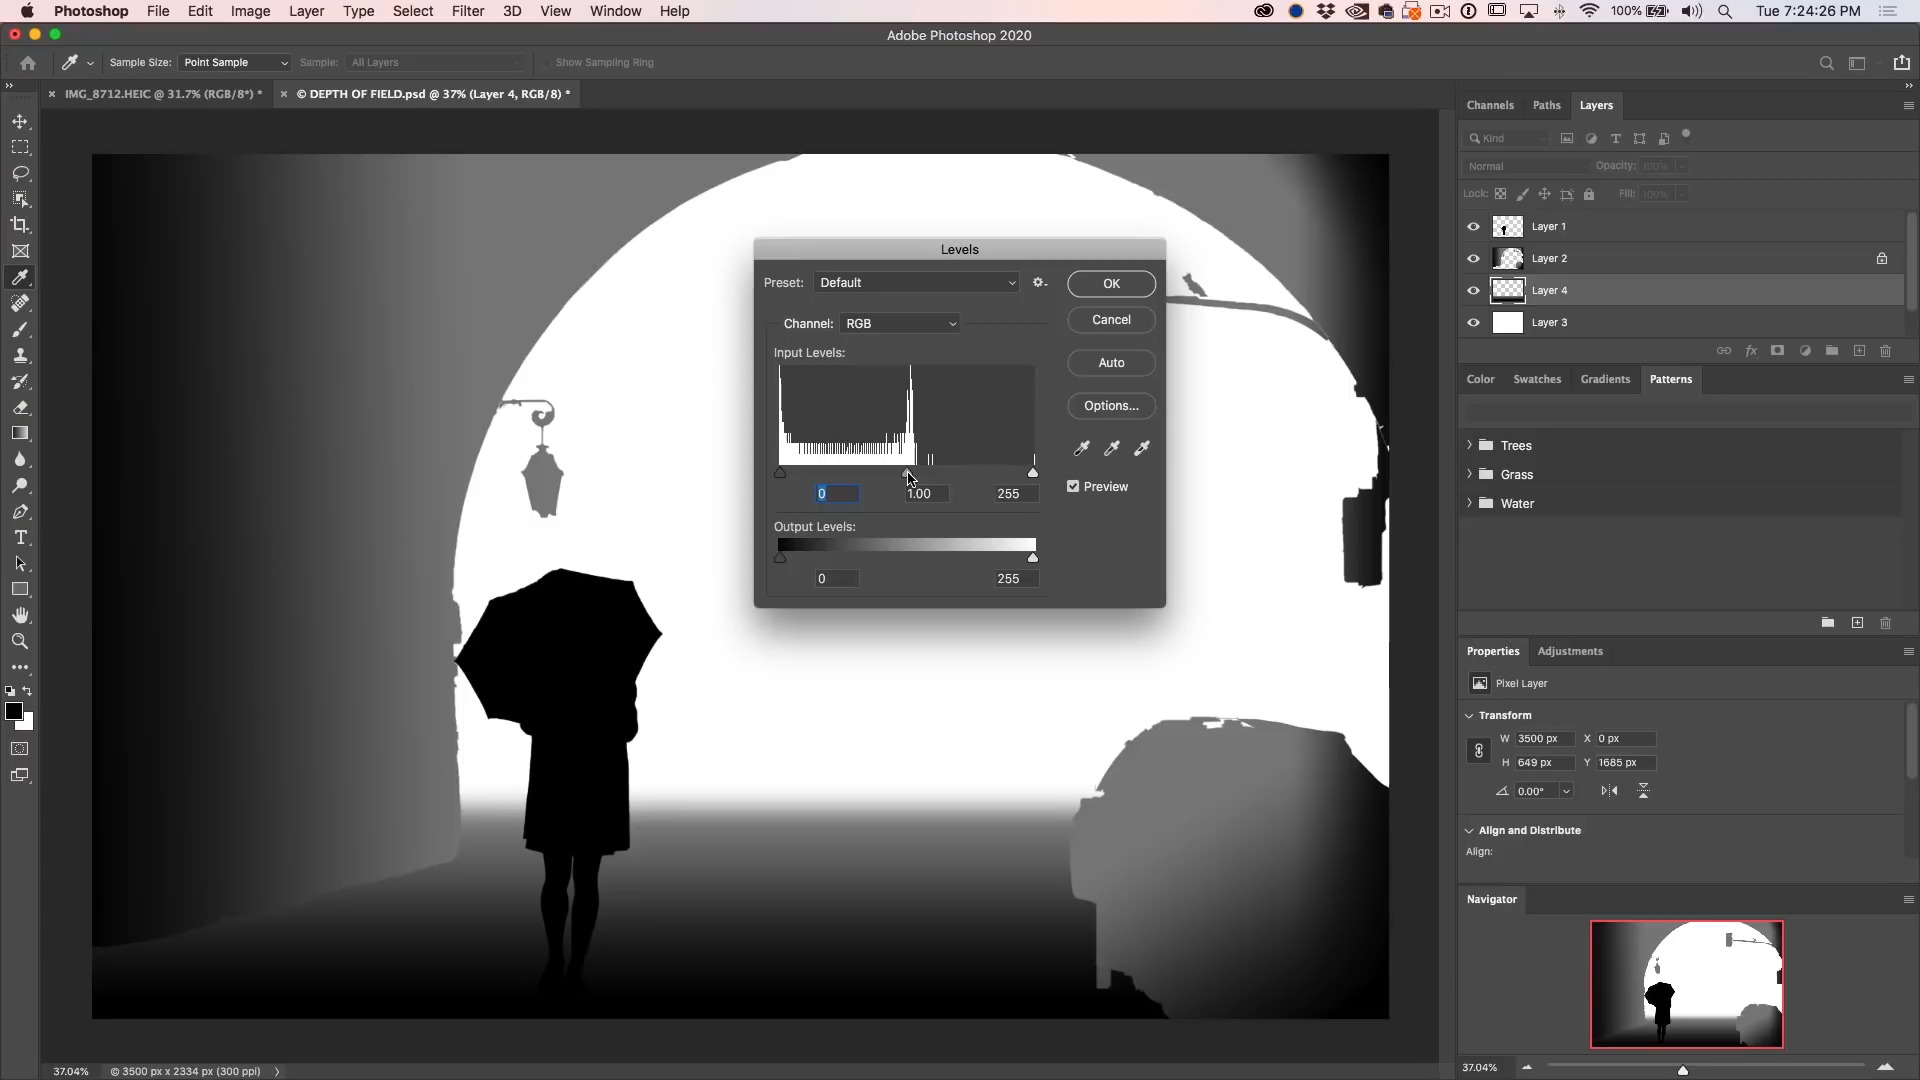 Photoshop File Edit Image Layer Type Select Filter 3D View Window Help 100% Tue 7:24:26 PM
Adobe Photoshop 2020
Sample Size: Point Sample Sample: All Layers Show Sampling Ring
IMG_8712.HEIC @ 31.7% (RGB/8*) * © DEPTH OF FIELD.psd @ 37% (Layer 4, RGB/8) *
Channels Paths Layers
Kind
Normal Opacity: 100%
Lock: Fill: 100%
Layer 1
Layer 2
Layer 4
Layer 3
Levels
Preset: Default OK
Channel: RGB Cancel
Input Levels:
Auto
Options...
Preview
0 1.00 255
Output Levels:
0 255
Color Swatches Gradients Patterns
Trees
Grass
Water
Properties Adjustments
Pixel Layer
Transform
W 3500 px X 0 px
H 649 px Y 1685 px
0.00°
Align and Distribute
Align:
Navigator
37.04%
37.04% © 3500 px x 2334 px (300 ppi)